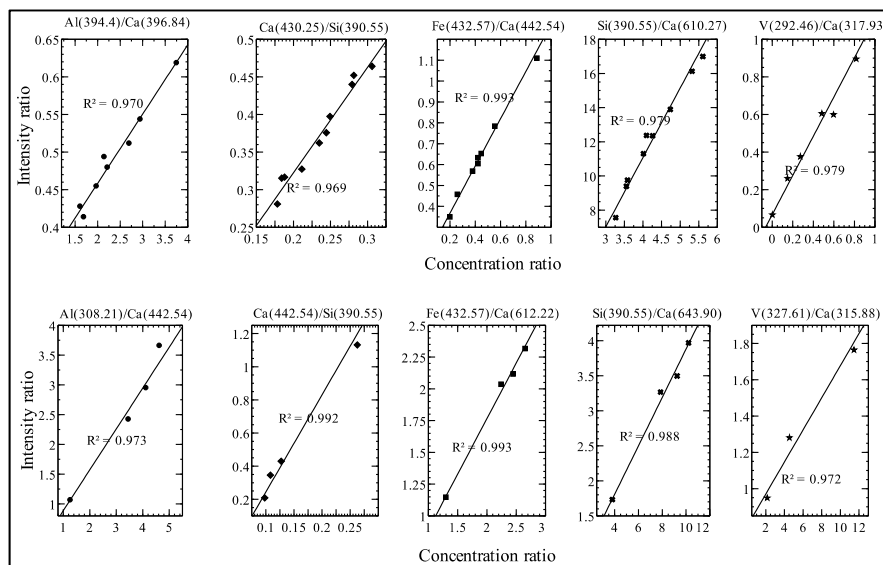 Al(394.4)/Ca(396.84) Ca(430.25)/Si(390.55) Fe(432.57)/Ca(442.54) Si(390.55)/Ca(610.27) V(292.46)/Ca(317.93
Intensity ratio
0.65 0.6 0.55 0.5 0.45 0.4
R² = 0.970
1.5 2 2.5 3 3.5 4
0.5 0.45 0.4 0.35 0.3 0.25
R² = 0.969
0.15 0.2 0.25 0.3
1.1 1 0.9 0.8 0.7 0.6 0.5 0.4
R² = 0.993
0.2 0.4 0.6 0.8 1
18 16 14 12 10 8
R² = 0.979
3 3.5 4 4.5 5 5.5 6
1 0.8 0.6 0.4 0.2 0
R² = 0.979
0 0.2 0.4 0.6 0.8 1
Concentration ratio
Al(308.21)/Ca(442.54) Ca(442.54)/Si(390.55) Fe(432.57)/Ca(612.22) Si(390.55)/Ca(643.90) V(327.61)/Ca(315.88)
Intensity ratio
4 3.5 3 2.5 2 1.5 1
R² = 0.973
1 2 3 4 5
1.2 1 0.8 0.6 0.4 0.2
R² = 0.992
0.1 0.15 0.2 0.25
2.5 2.25 2 1.75 1.5 1.25 1
R² = 0.993
1 1.5 2 2.5 3
4 3.5 3 2.5 2 1.5
R² = 0.988
4 6 8 10 12
1.8 1.6 1.4 1.2 1
R² = 0.972
2 4 6 8 10 12
Concentration ratio